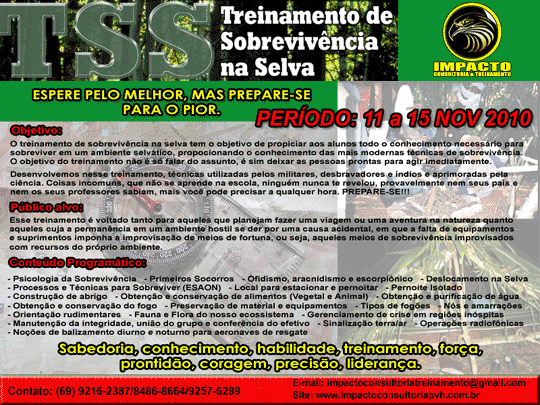 TSS
Treinamento de
Sobrevivência
na Selva
IMPACTO
CONSULTORIA & TREINAMENTO
ESPERE PELO MELHOR, MAS PREPARE-SE
PARA O PIOR.
PERÍODO: 11 a 15 NOV 2010
Objetivo:
O treinamento de sobrevivência na selva tem o objetivo de propiciar aos alunos todo o conhecimento necessário para
sobreviver em um ambiente selvático, propocionando o conhecimento das mais modernas técnicas de sobrevivência.
O objetivo do treinamento não é só falar do assunto, é sim deixar as pessoas prontas para agir imediatamente.
Desenvolvemos nesse treinamento, técnicas utilizadas pelos militares, desbravadores e índios e aprimoradas pela
ciência. Coisas incomuns, que não se aprende na escola, ninguém nunca te revelou, provavelmente nem seus pais e
nem os seus professores sabiam, mais você pode precisar a qualquer hora. PREPARE-SE!!!
Público alvo:
Esse treinamento é voltado tanto para aqueles que planejam fazer uma viagem ou uma aventura na natureza quanto
aqueles cuja a permanência em um ambiente hostil se der por uma causa acidental, em que a falta de equipamentos
e suprimentos imponha a improvisação de meios de fortuna, ou seja, aqueles meios de sobrevivência improvisados
com recursos do próprio ambiente.
Conteúdo Programático:
- Psicologia da Sobrevivência - Primeiros Socorros - Ofidismo, aracnidismo e escorpiônico - Deslocamento na Selva
- Processos e Técnicas para Sobreviver (ESAON) - Local para estacionar e pernoitar - Pernoite Isolado
- Construção de abrigo - Obtenção e conservação de alimentos (Vegetal e Animal) - Obtenção e purificação de água
- Obtenção e conservação do fogo - Preservação de material e equipamentos - Tipos de fogões - Nós e amarrações
- Orientação rudimentares - Fauna e Flora do nosso ecossistema - Gerenciamento de crise em regiões inóspitas
- Manutenção da integridade, união do grupo e conferência do efetivo - Sinalização terra/ar - Operações radiofônicas
- Noções de balizamento diurno e noturno para aeronaves de resgate
Sabedoria, conhecimento, habilidade, treinamento, força,
prontidão, coragem, precisão, liderança.
Contato: (69) 9216-2387/8486-8664/9257-6289
E-mail: impactoconsultoriatreinamento@gmail.com
Site: www.impactoconsultoriapvh.com.br